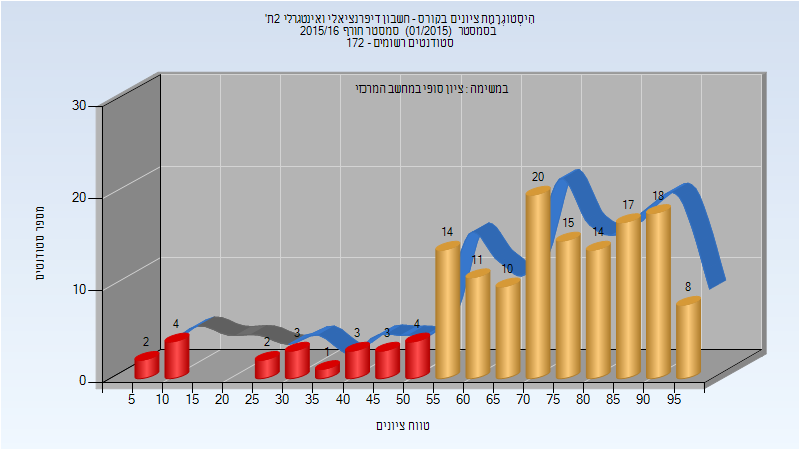 הִיסְטוֹגְרָמַת ציונים בקורס - חשבון דיפרנציאלי ואינטגרלי 2ת'
בסמסטר (01/2015) סמסטר חורף 2015/16
סטודנטים רשומים - 172
במשימה : ציון סופי במחשב המרכזי
מספר סטודנטים
30
20
10
0
2 4 2 3 1 3 3 4 14 11 10 20 15 14 17 18 8
5 10 15 20 25 30 35 40 45 50 55 60 65 70 75 80 85 90 95
טווח ציונים